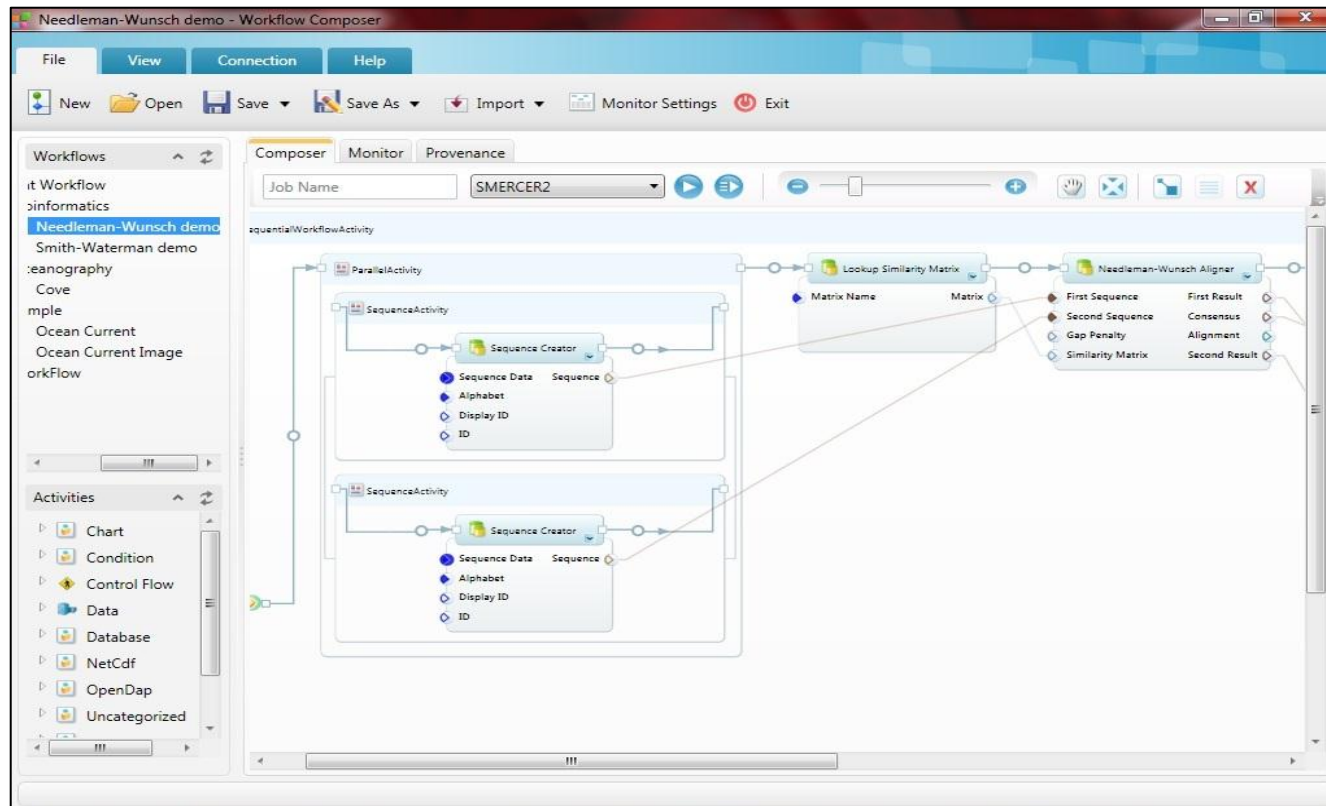 Needleman-Wunsch demo - Workflow Composer
File View Connection Help
New Open Save Save As Import Monitor Settings Exit
Workflows
it Workflow
oinformatics
Needleman-Wunsch demo
Smith-Waterman demo
ceanography
Cove
mple
Ocean Current
Ocean Current Image
orkFlow
Activities
Chart
Condition
Control Flow
Data
Database
NetCdf
OpenDap
Uncategorized
Composer Monitor Provenance
Job Name SMERCER2
equentialWorkflowActivity
ParallelActivity
SequenceActivity
Sequence Creator
Sequence Data Sequence
Alphabet
Display ID
ID
SequenceActivity
Sequence Creator
Sequence Data Sequence
Alphabet
Display ID
ID
Lookup Similarity Matrix
Matrix Name Matrix
Needleman-Wunsch Aligner
First Sequence First Result
Second Sequence Consensus
Gap Penalty Alignment
Similarity Matrix Second Result